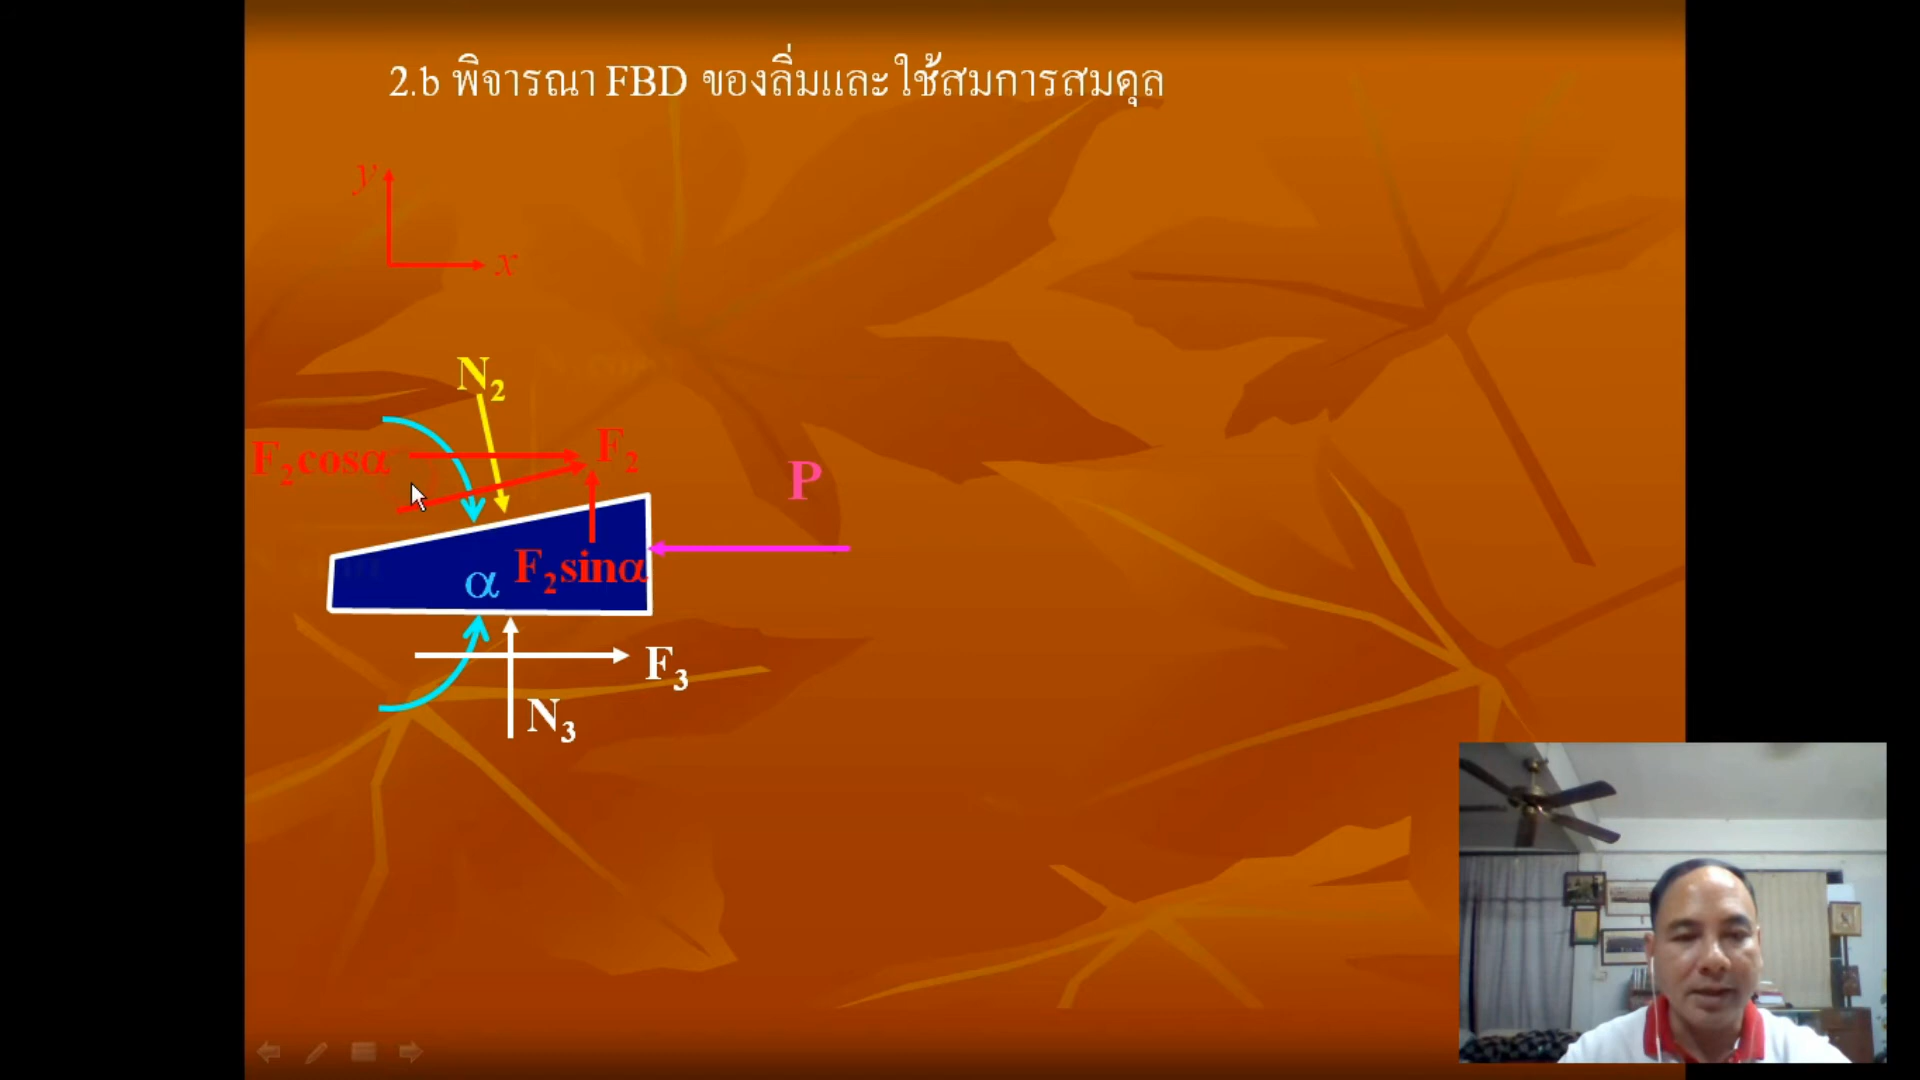 2.b พิจารณา FBD ของลิ่มและใช้สมการสมดุล
y
x
N₂
F₂cosα
F₂
P
α
F₂sinα
F₃
N₃